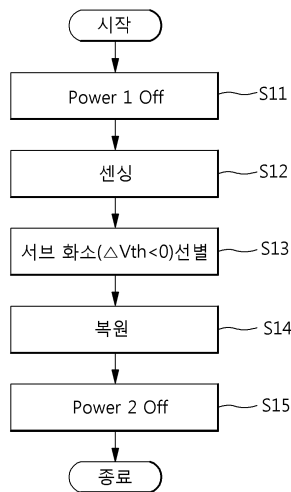 시작
Power 1 Off
S11
센싱
S12
서브 화소(△Vth<0)선별
S13
복원
S14
Power 2 Off
S15
종료